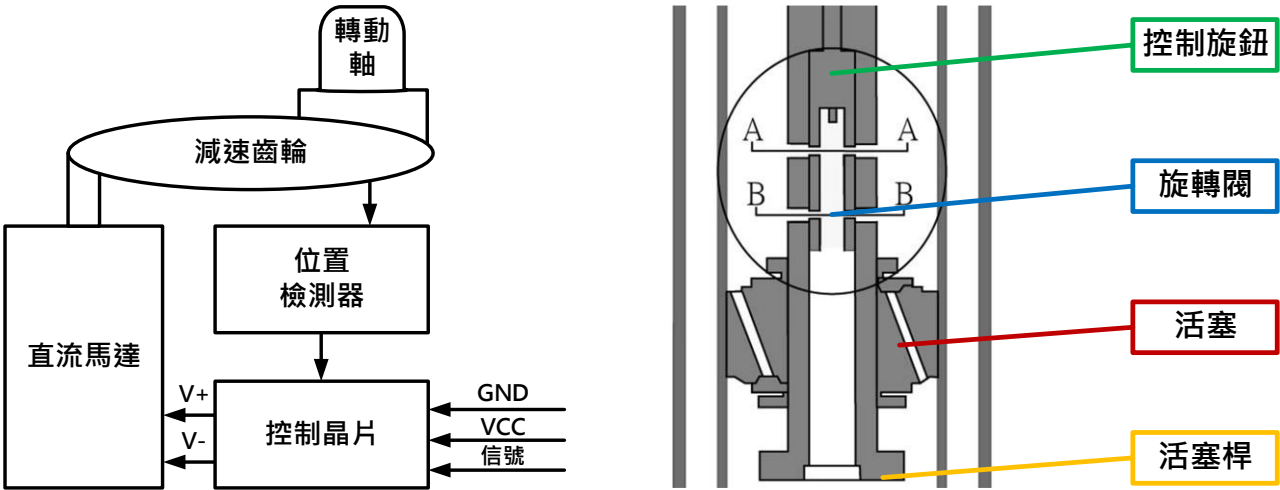 轉動
軸
減速齒輪
位置
檢測器
直流馬達
V+
V-
控制晶片
GND
VCC
信號
A A
B B
控制旋鈕
旋轉閥
活塞
活塞桿